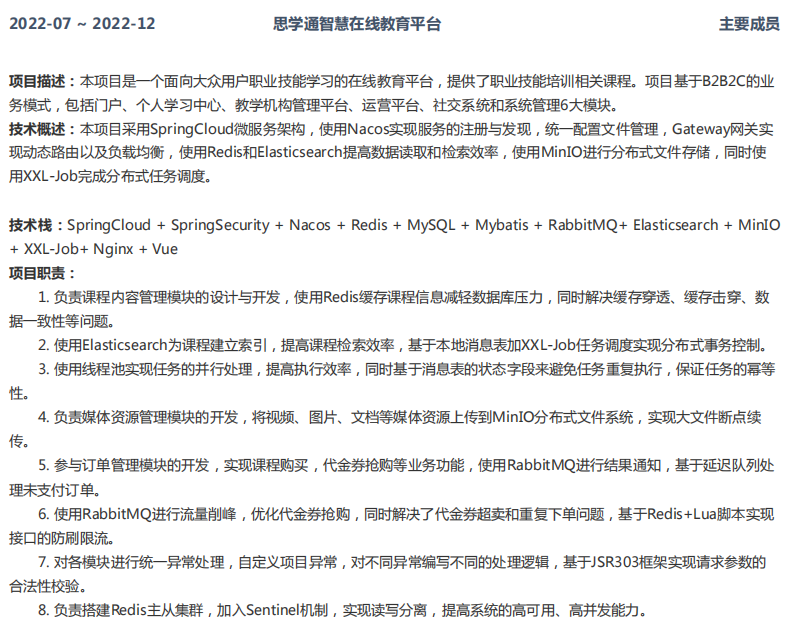 2022-07 ~ 2022-12 思学通智慧在线教育平台 主要成员
项目描述：本项目是一个面向大众用户职业技能学习的在线教育平台，提供了职业技能培训相关课程。项目基于B2B2C的业
务模式，包括门户、个人学习中心、教学机构管理平台、运营平台、社交系统和系统管理6大模块。
技术概述：本项目采用SpringCloud微服务架构，使用Nacos实现服务的注册与发现，统一配置文件管理，Gateway网关实
现动态路由以及负载均衡，使用Redis和Elasticsearch提高数据读取和检索效率，使用MinIO进行分布式文件存储，同时使
用XXL-Job完成分布式任务调度。
技术栈：SpringCloud + SpringSecurity + Nacos + Redis + MySQL + Mybatis + RabbitMQ+ Elasticsearch + MinIO
+ XXL-Job+ Nginx + Vue
项目职责：
1. 负责课程内容管理模块的设计与开发，使用Redis缓存课程信息减轻数据库压力，同时解决缓存穿透、缓存击穿、数
据一致性等问题。
2. 使用Elasticsearch为课程建立索引，提高课程检索效率，基于本地消息表加XXL-Job任务调度实现分布式事务控制。
3. 使用线程池实现任务的并行处理，提高执行效率，同时基于消息表的状态字段来避免任务重复执行，保证任务的幂等
性。
4. 负责媒体资源管理模块的开发，将视频、图片、文档等媒体资源上传到MinIO分布式文件系统，实现大文件断点续
传。
5. 参与订单管理模块的开发，实现课程购买，代金券抢购等业务功能，使用RabbitMQ进行结果通知，基于延迟队列处
理未支付订单。
6. 使用RabbitMQ进行流量削峰，优化代金券抢购，同时解决了代金券超卖和重复下单问题，基于Redis+Lua脚本实现
接口的防刷限流。
7. 对各模块进行统一异常处理，自定义项目异常，对不同异常编写不同的处理逻辑，基于JSR303框架实现请求参数的
合法性校验。
8. 负责搭建Redis主从集群，加入Sentinel机制，实现读写分离，提高系统的高可用、高并发能力。